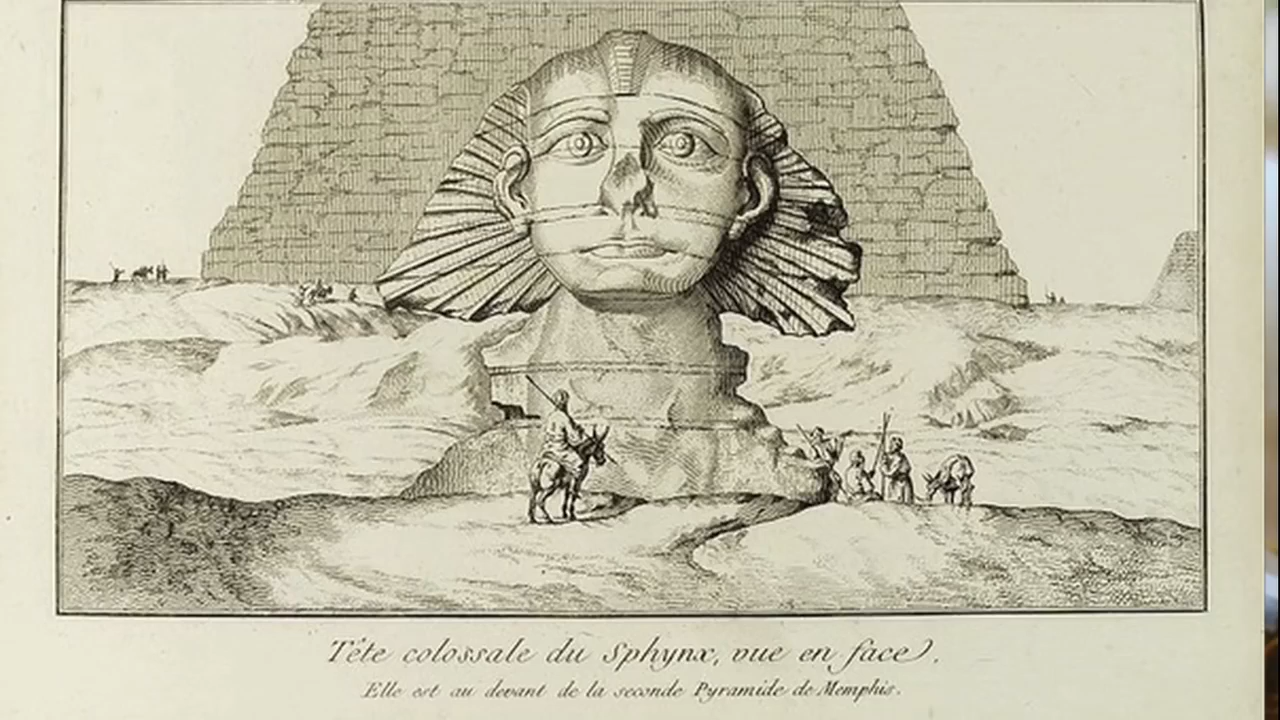 Tête colossale du Sphynx, vue en face.
Elle est au devant de la seconde Pyramide de Memphis.